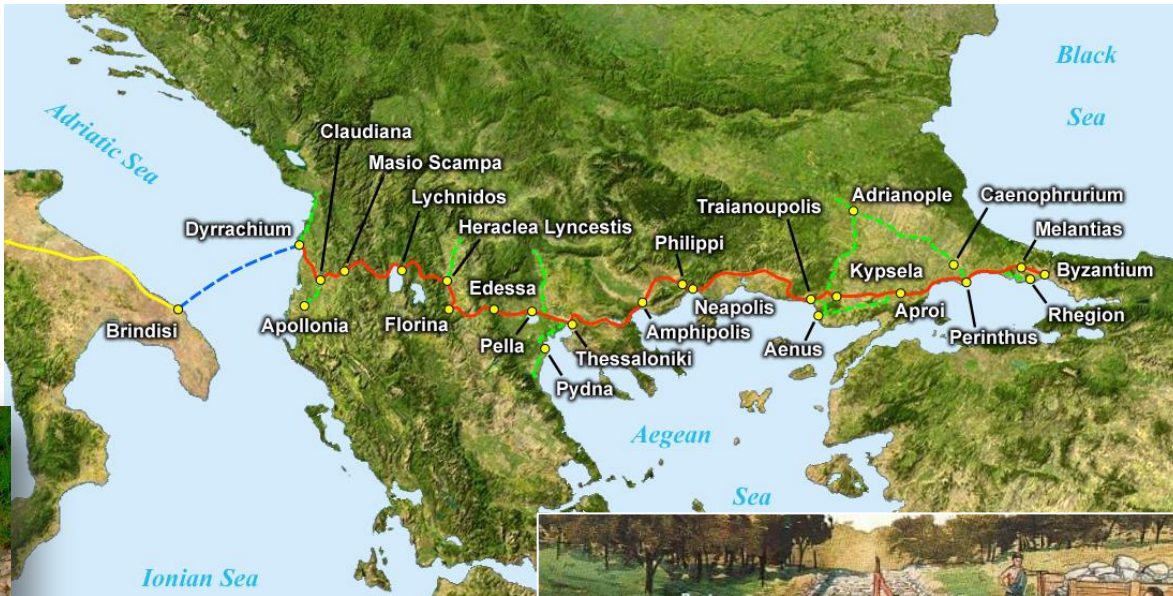 Black
Sea
Adriatic Sea
Claudiana
Masio Scampa
Lychnidos
Heraclea Lyncestis
Dyrrachium
Adrianople
Caenophrurium
Traianoupolis
Melantias
Philippi
Kypsela
Byzantium
Edessa
Neapolis
Aproi
Rhegion
Brindisi
Apollonia
Florina
Amphipolis
Perinthus
Pella
Thessaloniki
Aenus
Pydna
Aegean
Sea
Ionian Sea